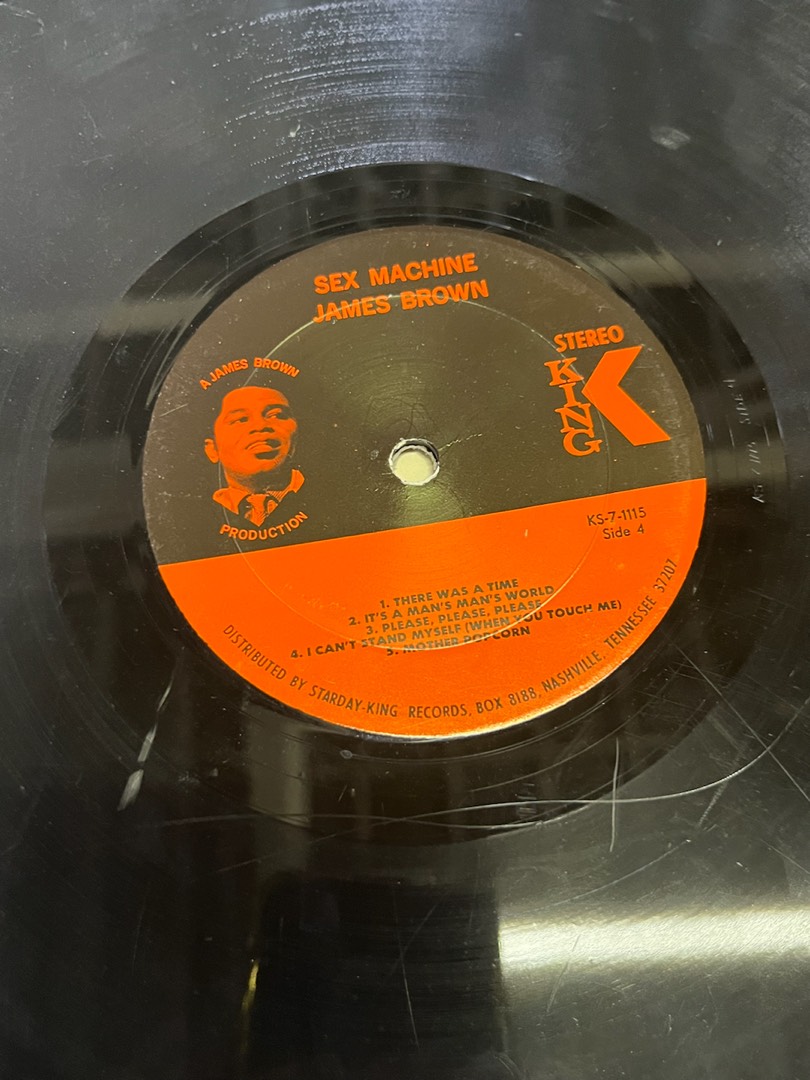 SEX MACHINE
JAMES BROWN
STEREO
KING
A JAMES BROWN
PRODUCTION
KS-7-1115
Side 4
1. THERE WAS A TIME
2. IT'S A MAN'S MAN'S WORLD
3. PLEASE, PLEASE, PLEASE
4. I CAN'T STAND MYSELF (WHEN YOU TOUCH ME)
5. MOTHER POPCORN
DISTRIBUTED BY STARDAY-KING RECORDS, BOX 8188, NASHVILLE, TENNESSEE 37207